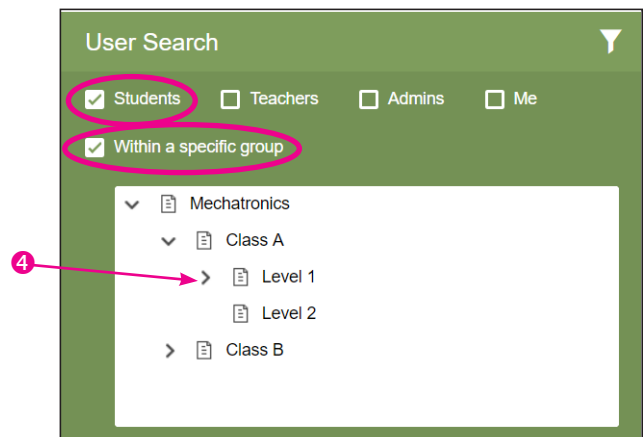 User Search
Students Teachers Admins Me
Within a specific group
Mechatronics
Class A
4
Level 1
Level 2
Class B